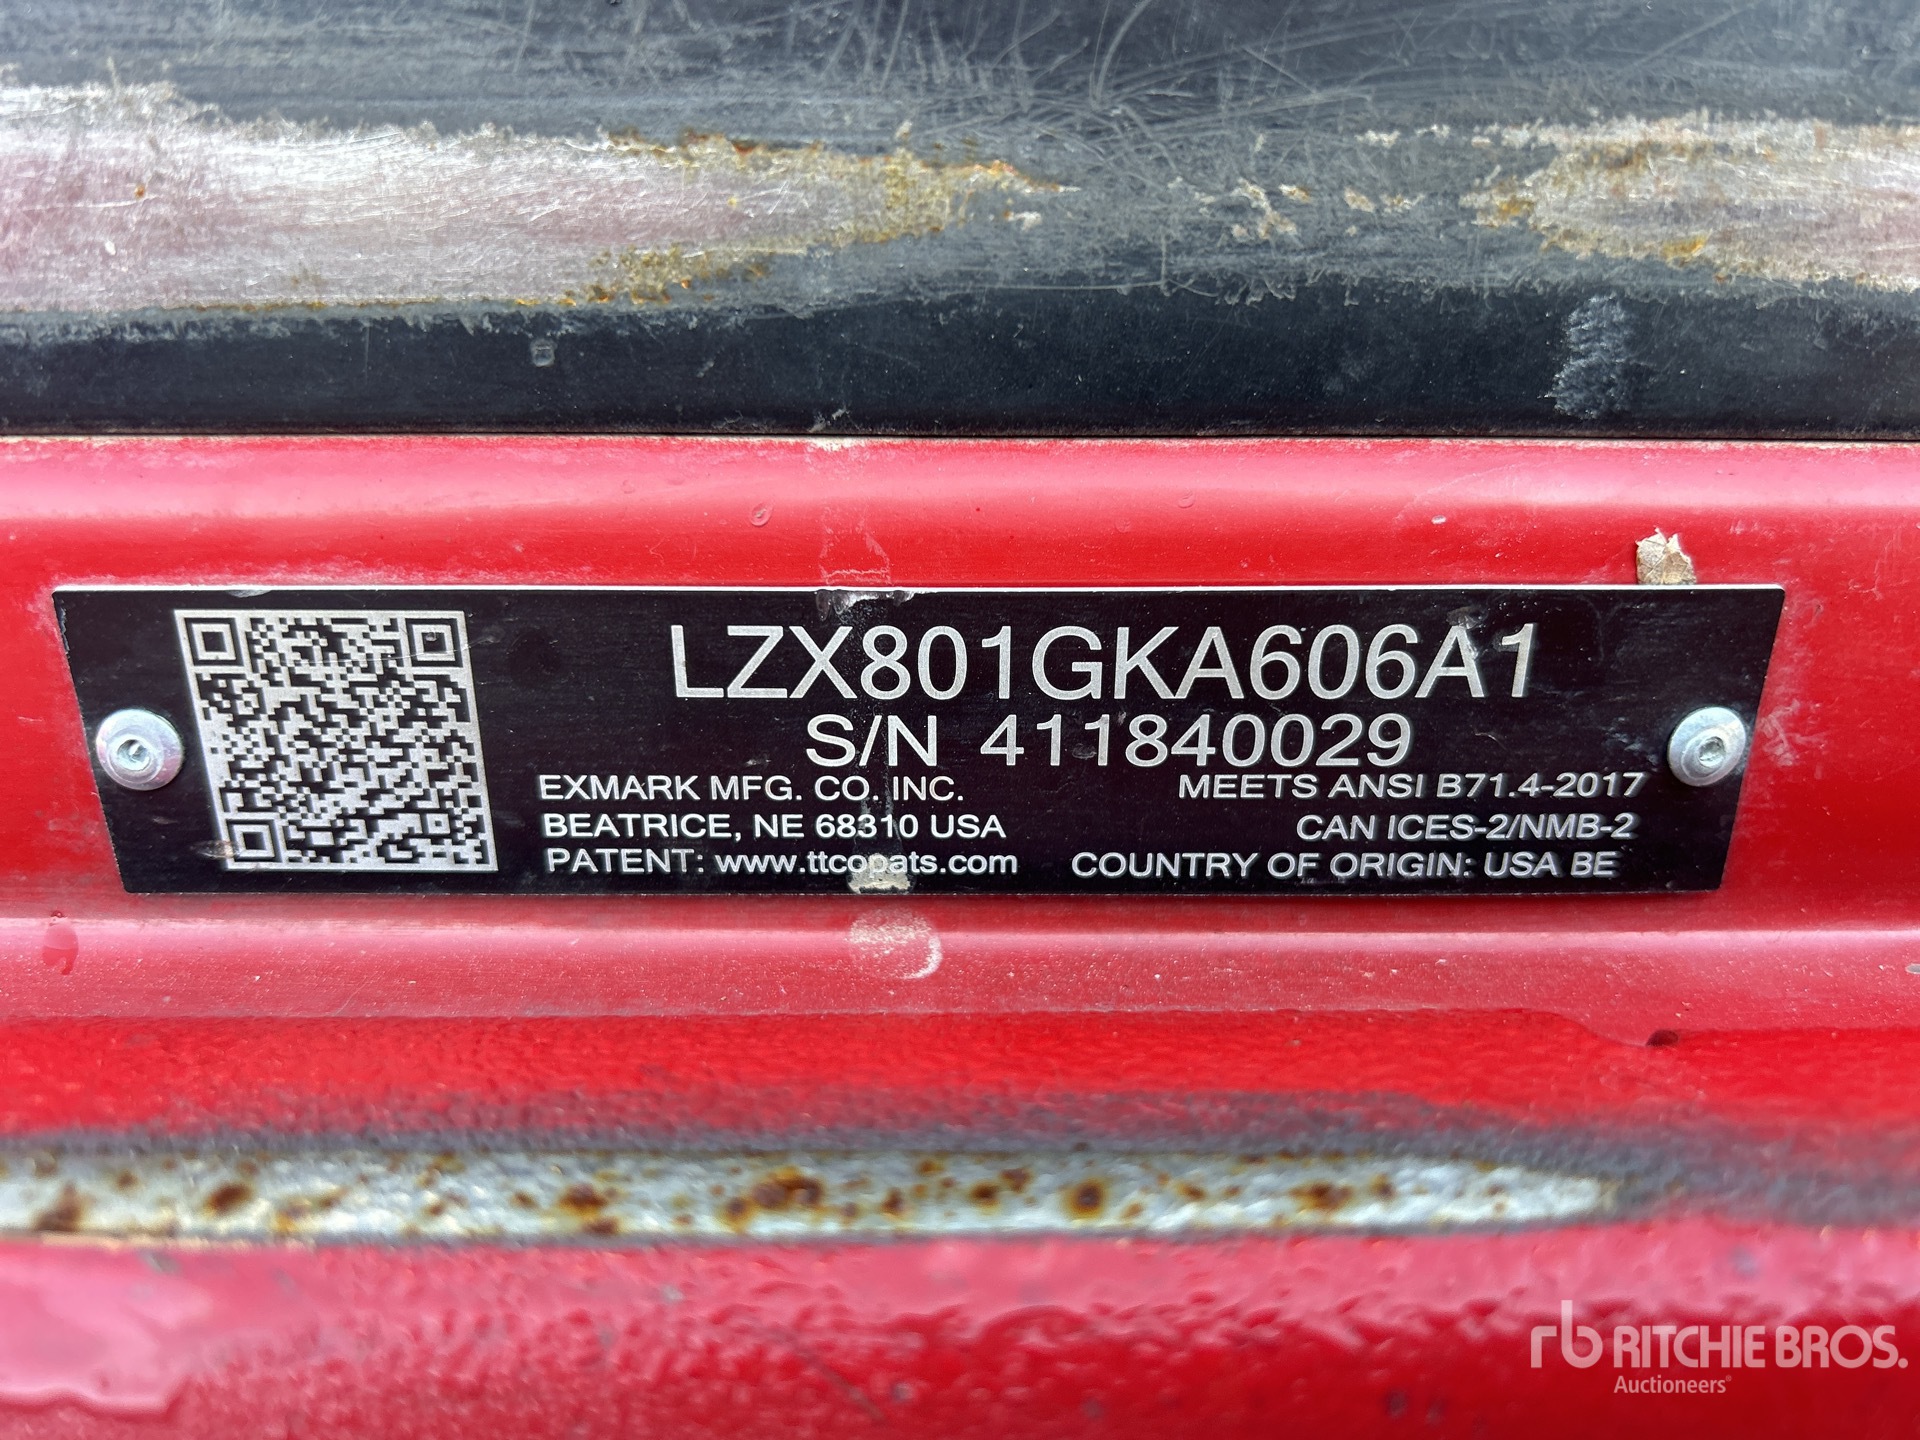 LZX801GKA606A1
S/N 411840029
EXMARK MFG. CO. INC.
BEATRICE, NE 68310 USA
PATENT: www.ttcopats.com
MEETS ANSI B71.4-2017
CAN ICES-2/NMB-2
COUNTRY OF ORIGIN: USA BE
rb RITCHIE BROS.
Auctioneers